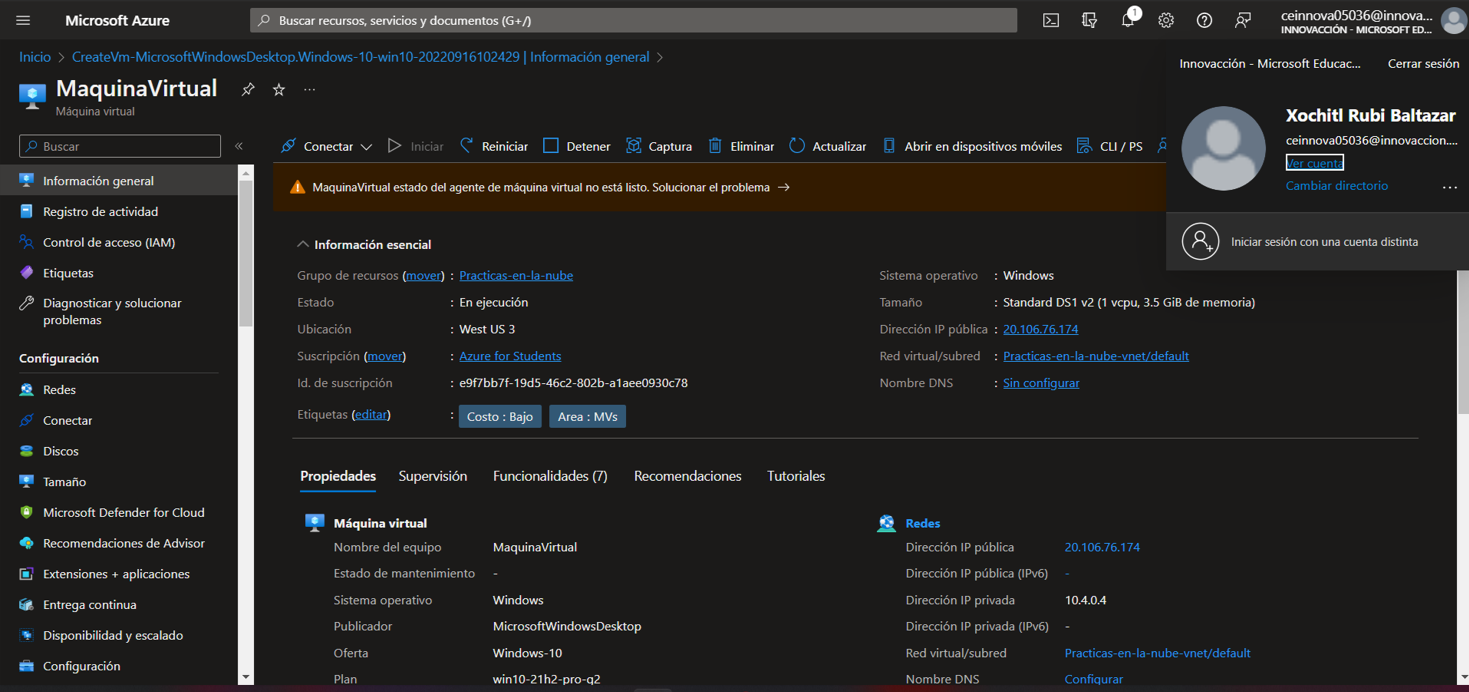 Microsoft Azure
Buscar recursos, servicios y documentos (G+/)
1
ceinnova05036@innova...
INNOVACCIÓN - MICROSOFT ED...
Inicio > CreateVm-MicrosoftWindowsDesktop.Windows-10-win10-20220916102429 | Información general >
Innovacción - Microsoft Educac...
Cerrar sesión
MaquinaVirtual
Máquina virtual
Xochitl Rubi Baltazar
ceinnova05036@innovaccion....
Ver cuenta
Cambiar directorio
Iniciar sesión con una cuenta distinta
Buscar
Conectar
Iniciar
Reiniciar
Detener
Captura
Eliminar
Actualizar
Abrir en dispositivos móviles
CLI / PS
MaquinaVirtual estado del agente de máquina virtual no está listo. Solucionar el problema →
Información general
Registro de actividad
Control de acceso (IAM)
Etiquetas
Diagnosticar y solucionar
problemas
Configuración
Redes
Conectar
Discos
Tamaño
Microsoft Defender for Cloud
Recomendaciones de Advisor
Extensiones + aplicaciones
Entrega continua
Disponibilidad y escalado
Configuración
Información esencial
Grupo de recursos (mover) : Practicas-en-la-nube
Estado : En ejecución
Ubicación : West US 3
Suscripción (mover) : Azure for Students
Id. de suscripción : e9f7bb7f-19d5-46c2-802b-a1aee0930c78
Etiquetas (editar) : Costo : Bajo Area : MVs
Sistema operativo : Windows
Tamaño : Standard DS1 v2 (1 vcpu, 3.5 GiB de memoria)
Dirección IP pública : 20.106.76.174
Red virtual/subred : Practicas-en-la-nube-vnet/default
Nombre DNS : Sin configurar
Propiedades Supervisión Funcionalidades (7) Recomendaciones Tutoriales
Máquina virtual
Nombre del equipo MaquinaVirtual
Estado de mantenimiento -
Sistema operativo Windows
Publicador MicrosoftWindowsDesktop
Oferta Windows-10
Plan win10-21h2-pro-g2
Redes
Dirección IP pública 20.106.76.174
Dirección IP pública (IPv6) -
Dirección IP privada 10.4.0.4
Dirección IP privada (IPv6) -
Red virtual/subred Practicas-en-la-nube-vnet/default
Nombre DNS Configurar